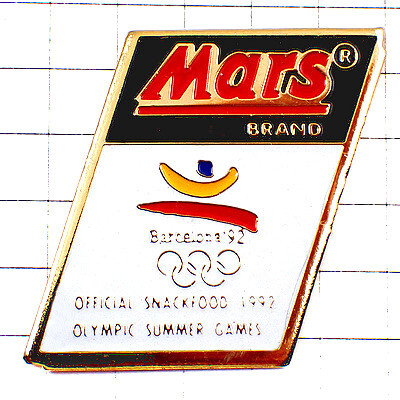 Mars®
BRAND
Barcelona '92
OFFICIAL SNACKFOOD 1992
OLYMPIC SUMMER GAMES